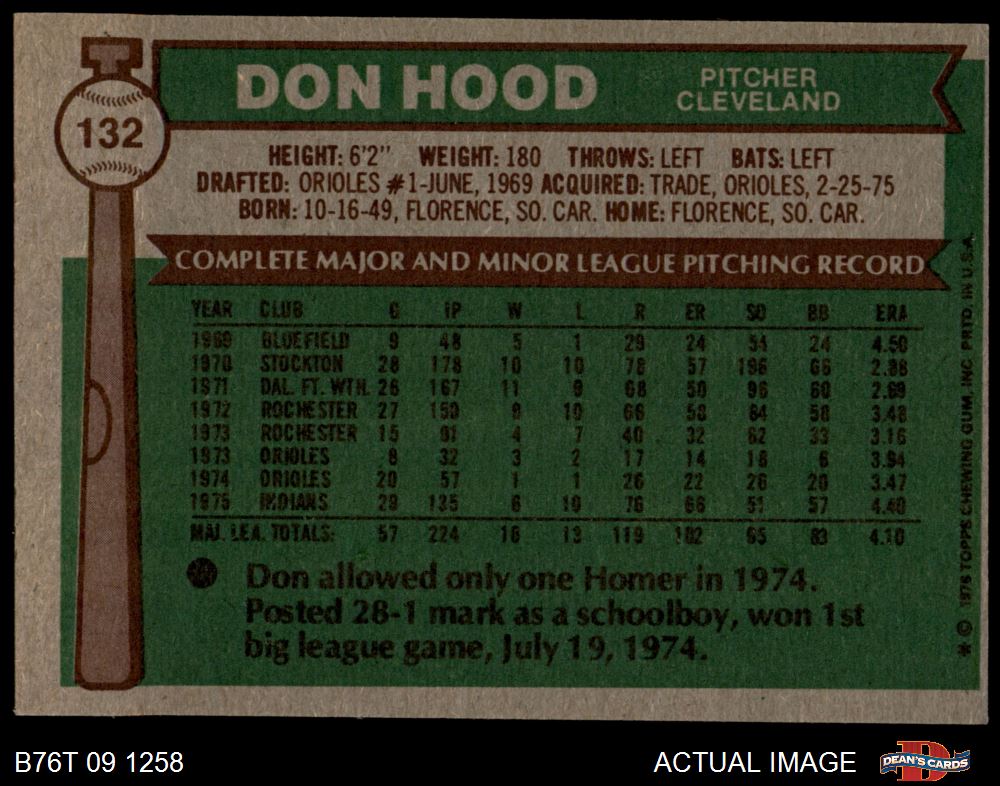 132
DON HOOD
PITCHER
CLEVELAND
HEIGHT: 6'2" WEIGHT: 180 THROWS: LEFT BATS: LEFT
DRAFTED: ORIOLES #1-JUNE, 1969 ACQUIRED: TRADE, ORIOLES, 2-25-75
BORN: 10-16-49, FLORENCE, SO. CAR. HOME: FLORENCE, SO. CAR.
COMPLETE MAJOR AND MINOR LEAGUE PITCHING RECORD
YEAR CLUB G IP W L R ER SO BB ERA
1969 BLUEFIELD 9 48 5 1 29 24 54 24 4.50
1970 STOCKTON 28 178 10 10 78 57 196 66 2.88
1971 DAL. FT. WTH. 26 167 11 9 68 50 96 60 2.69
1972 ROCHESTER 27 150 10 66 58 84 50 3.48
1973 ROCHESTER 15 91 4 7 40 32 62 33 3.16
1973 ORIOLES 8 32 3 2 17 14 18 6 3.94
1974 ORIOLES 20 57 1 1 26 22 26 20 3.47
1975 INDIANS 29 135 6 10 76 66 51 57 4.40
MAJ. LEA. TOTALS: 57 224 13 119 102 95 83 4.10
Don allowed only one Homer in 1974.
Posted 28-1 mark as a schoolboy, won 1st
big league game, July 19, 1974.
* © 1976 TOPPS CHEWING GUM, INC. PRTD. IN U.S.A.
B76T 09 1258
ACTUAL IMAGE
D
DEAN'S CARDS